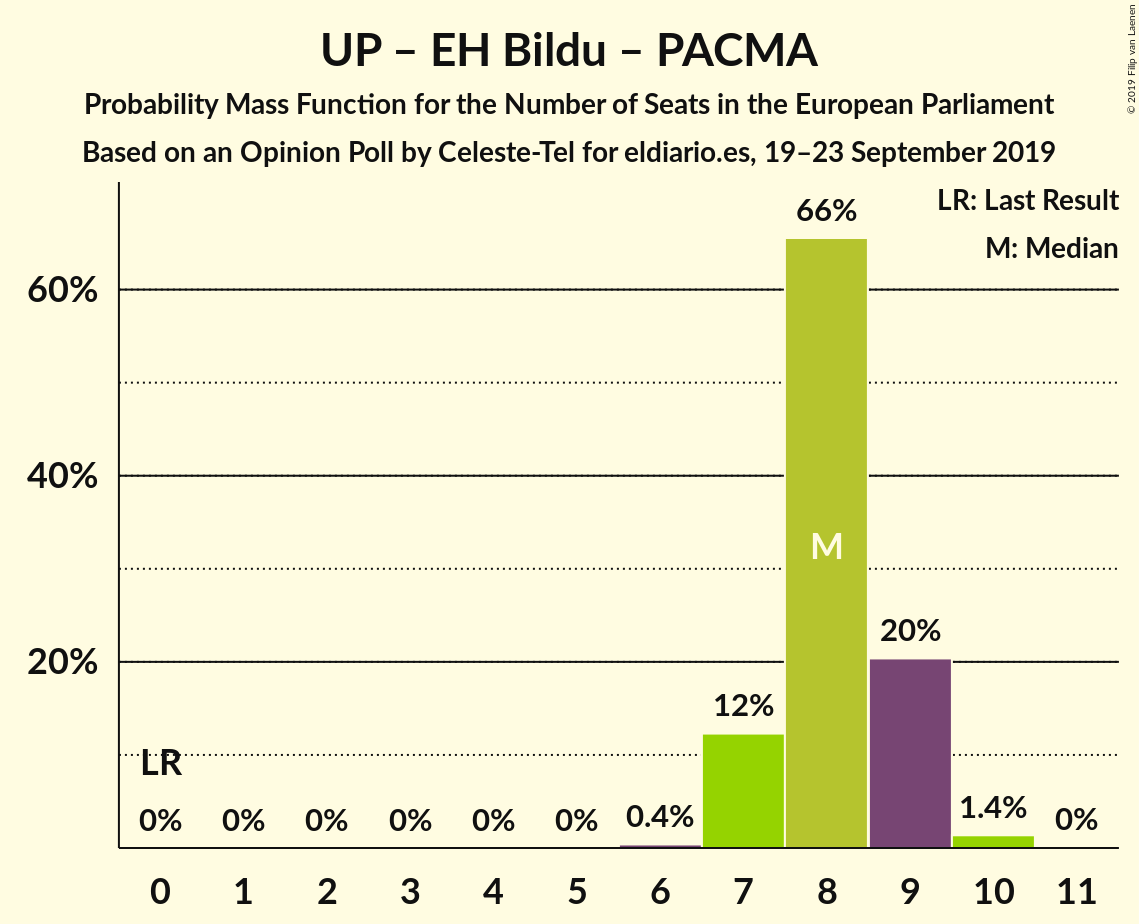 UP – EH Bildu – PACMA
Probability Mass Function for the Number of Seats in the European Parliament
Based on an Opinion Poll by Celeste-Tel for eldiario.es, 19–23 September 2019
© 2019 Filip van Laenen
LR: Last Result
M: Median
66%
60%
40%
M
20%
20%
12%
LR
0% 0% 0% 0% 0% 0% 0.4% 1.4% 0%
0 1 2 3 4 5 6 7 8 9 10 11